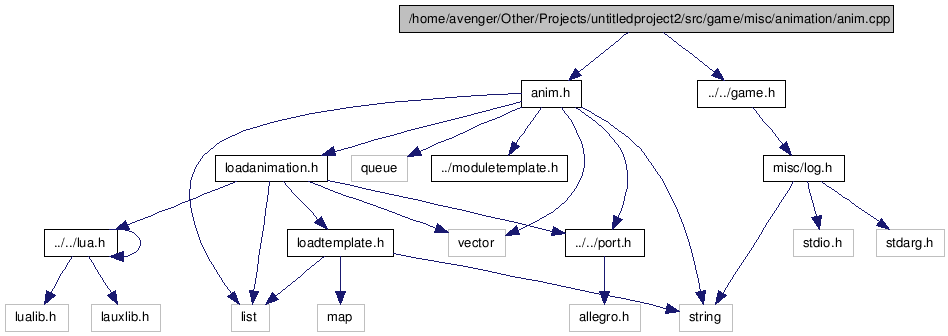 /home/avenger/Other/Projects/untitledproject2/src/game/misc/animation/anim.cpp
anim.h
../../game.h
loadanimation.h
queue
../moduletemplate.h
misc/log.h
../../lua.h
loadtemplate.h
vector
../../port.h
stdio.h
stdarg.h
lualib.h
lauxlib.h
list
map
allegro.h
string